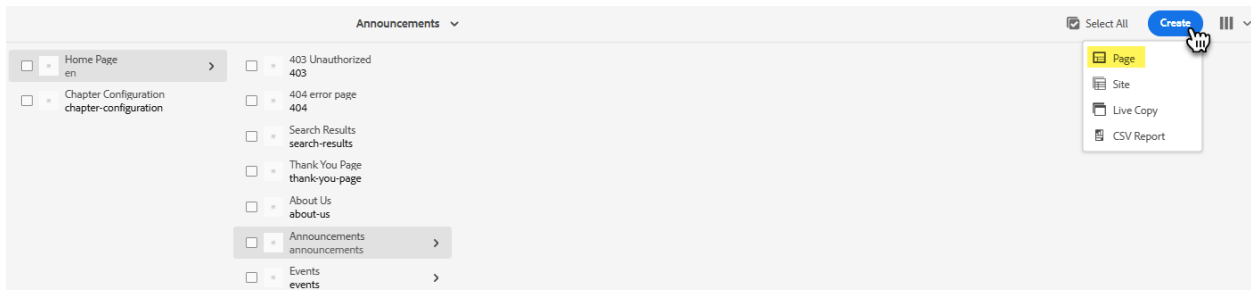 Announcements
Select All
Create
Home Page
en
Chapter Configuration
chapter-configuration
403 Unauthorized
403
404 error page
404
Search Results
search-results
Thank You Page
thank-you-page
About Us
about-us
Announcements
announcements
Events
events
Page
Site
Live Copy
CSV Report